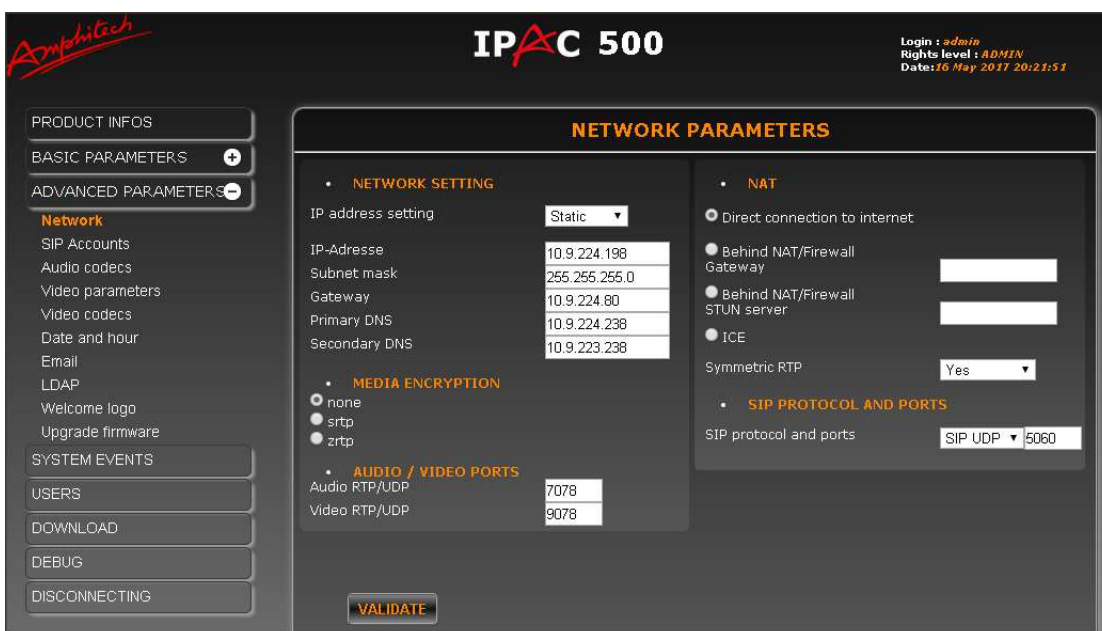 Amphitech
IPAC 500
Login : admin
Rights level : ADMIN
Date:16 May 2017 20:21:51
PRODUCT INFOS
BASIC PARAMETERS
ADVANCED PARAMETERS
Network
SIP Accounts
Audio codecs
Video parameters
Video codecs
Date and hour
Email
LDAP
Welcome logo
Upgrade firmware
SYSTEM EVENTS
USERS
DOWNLOAD
DEBUG
DISCONNECTING
NETWORK PARAMETERS
• NETWORK SETTING
IP address setting Static
IP-Adresse 10.9.224.198
Subnet mask 255.255.255.0
Gateway 10.9.224.80
Primary DNS 10.9.224.238
Secondary DNS 10.9.223.238
• MEDIA ENCRYPTION
none
srtp
zrtp
• AUDIO / VIDEO PORTS
Audio RTP/UDP 7078
Video RTP/UDP 9078
VALIDATE
• NAT
Direct connection to internet
Behind NAT/Firewall
Gateway
Behind NAT/Firewall
STUN server
ICE
Symmetric RTP Yes
• SIP PROTOCOL AND PORTS
SIP protocol and ports SIP UDP 5060